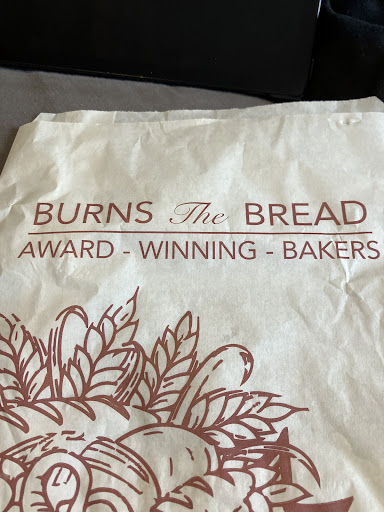 BURNS The BREAD
AWARD - WINNING - BAKERS